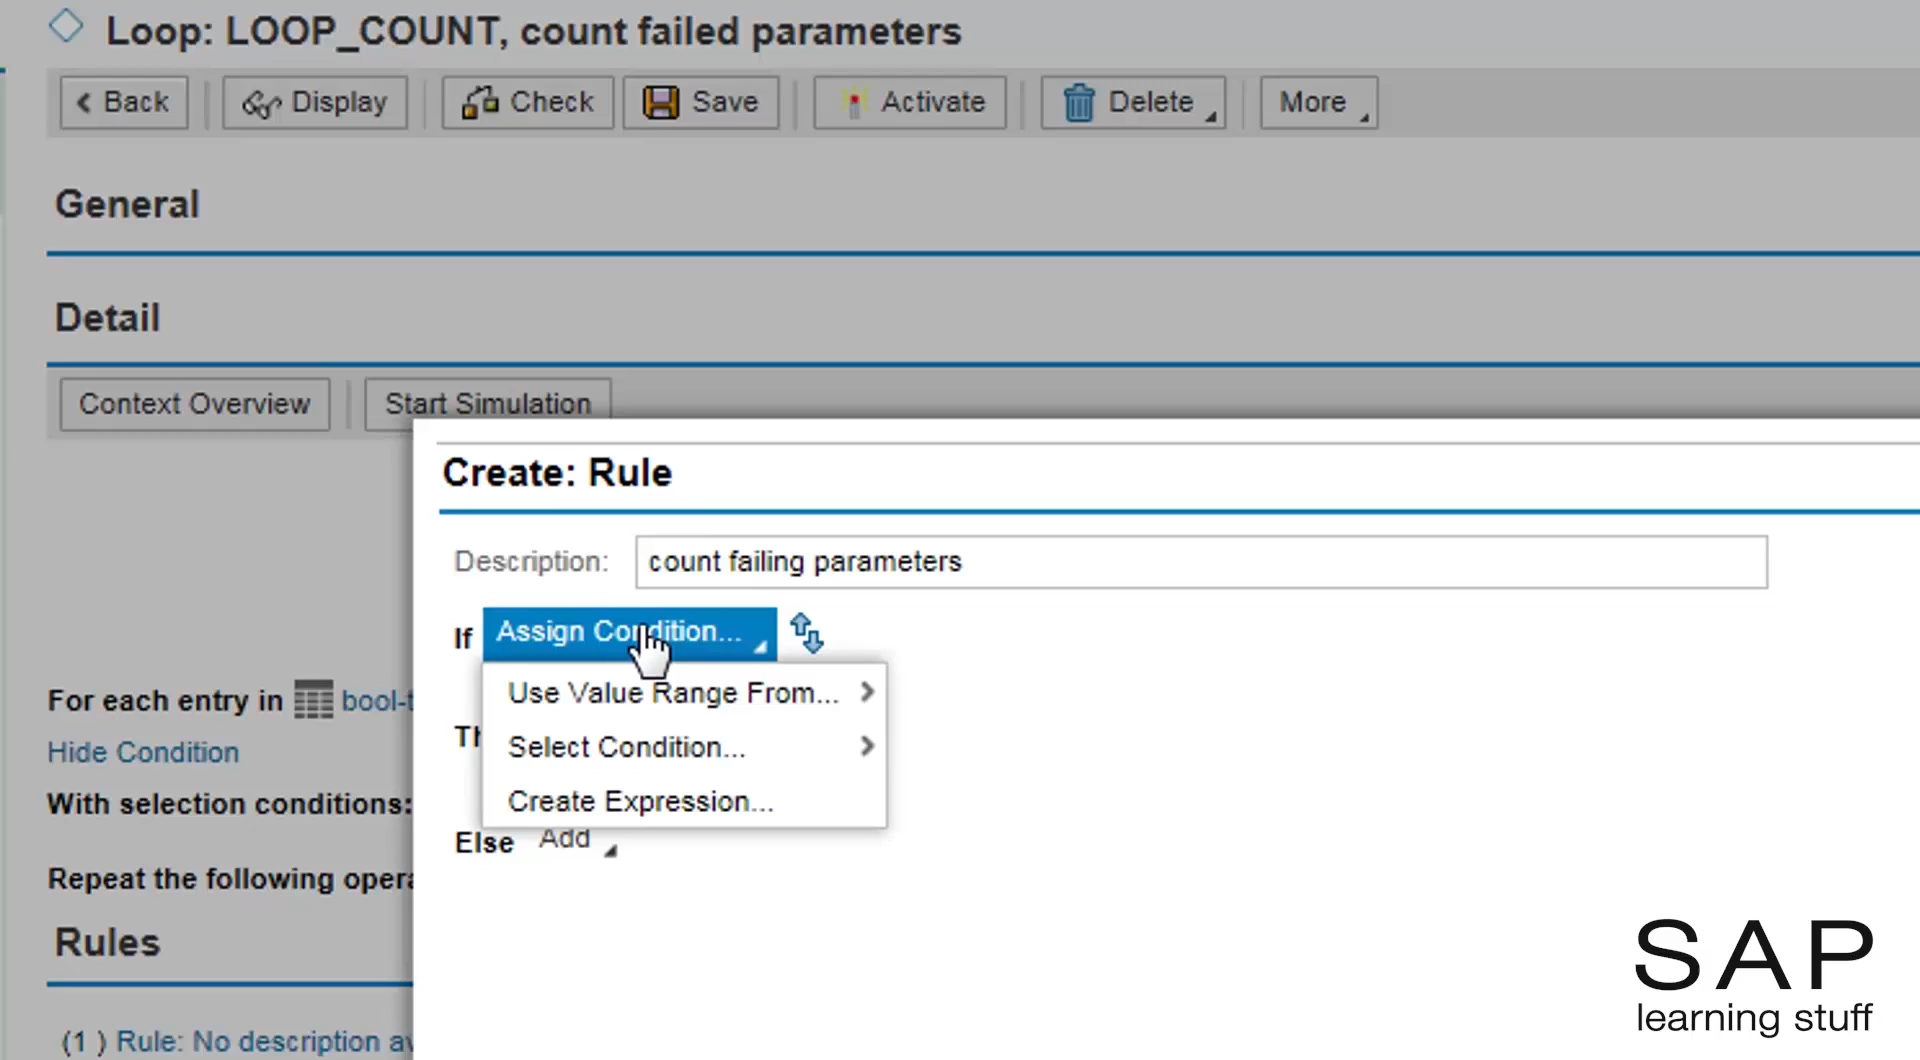 Loop: LOOP_COUNT, count failed parameters
Back Display Check Save Activate Delete More
General
Detail
Context Overview Start Simulation
Create: Rule
Description: count failing parameters
If Assign Condition...
Use Value Range From...
For each entry in bool-t
Th
Select Condition...
Hide Condition
Create Expression...
With selection conditions:
Else Add
Repeat the following opera
Rules
SAP
learning stuff
(1 ) Rule: No description av